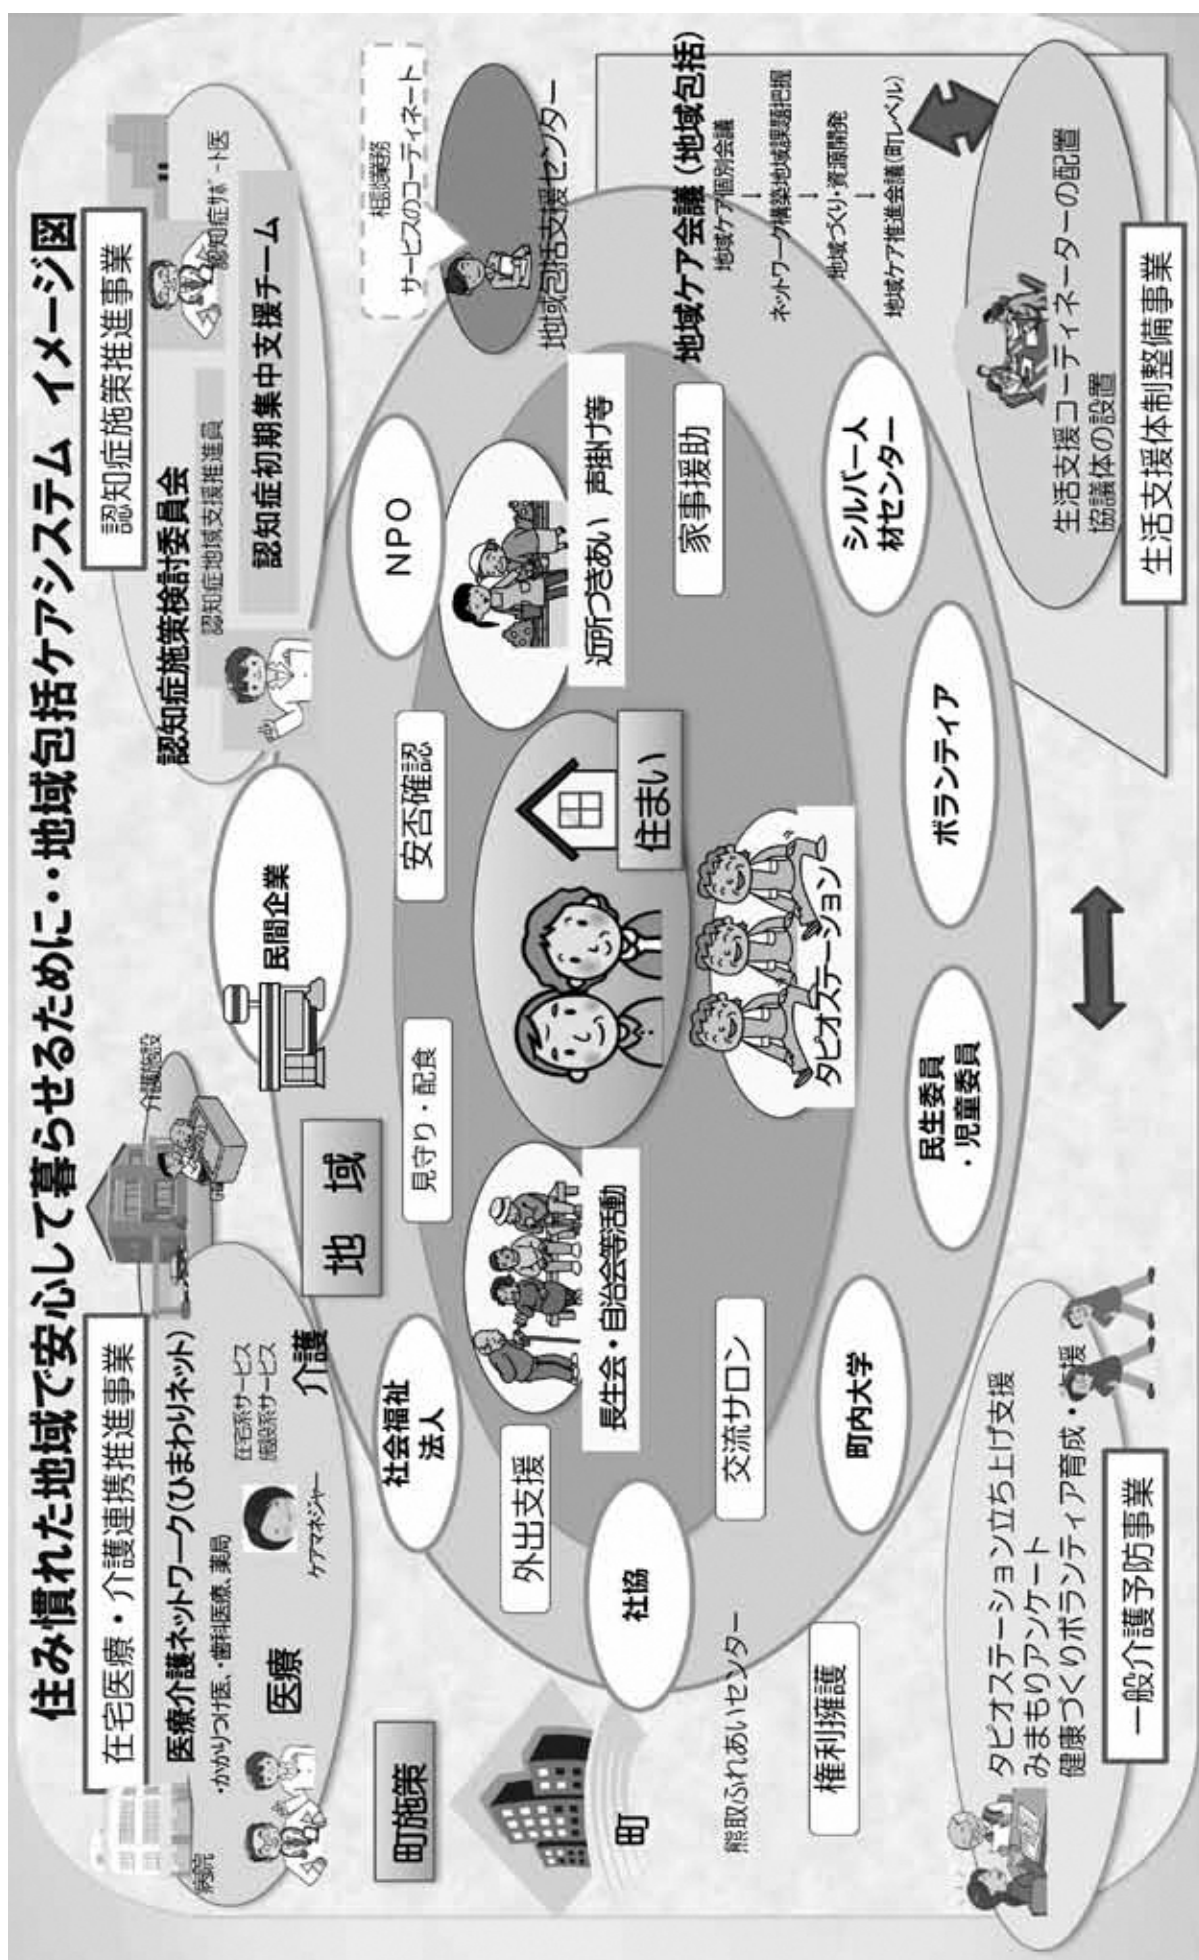 住み慣れた地域で安心して暮らせるために・・地域包括ケアシステム イメージ図
在宅医療・介護連携推進事業
医療介護ネットワーク(ひまわりネット)
・かかりつけ医、・歯科医療、薬局
病院
医療
ケアマネジャー
在宅系サービス
施設系サービス
介護
介護施設
認知症施策推進事業
認知症施策検討委員会
認知症地域支援推進員
認知症初期集中支援チーム
認知症サポート医
相談業務
サービスのコーディネート
地域包括支援センター
町施策
町
熊取ふれあいセンター
権利擁護
地域
民間企業
NPO
社会福祉
法人
社協
外出支援
見守り・配食
安否確認
長生会・自治会等活動
住まい
近所づきあい 声掛け等
家事援助
タピオステーション
交流サロン
町内大学
民生委員
・児童委員
ボランティア
シルバー人
材センター
地域ケア会議(地域包括)
地域ケア個別会議
↓
ネットワーク構築地域課題把握
↓
地域づくり・資源開発
↓
地域ケア推進会議(町レベル)
生活支援コーディネーターの配置
協議体の設置
生活支援体制整備事業
タピオステーション立ち上げ支援
みまもりアンケート
健康づくりボランティア育成・支援
一般介護予防事業